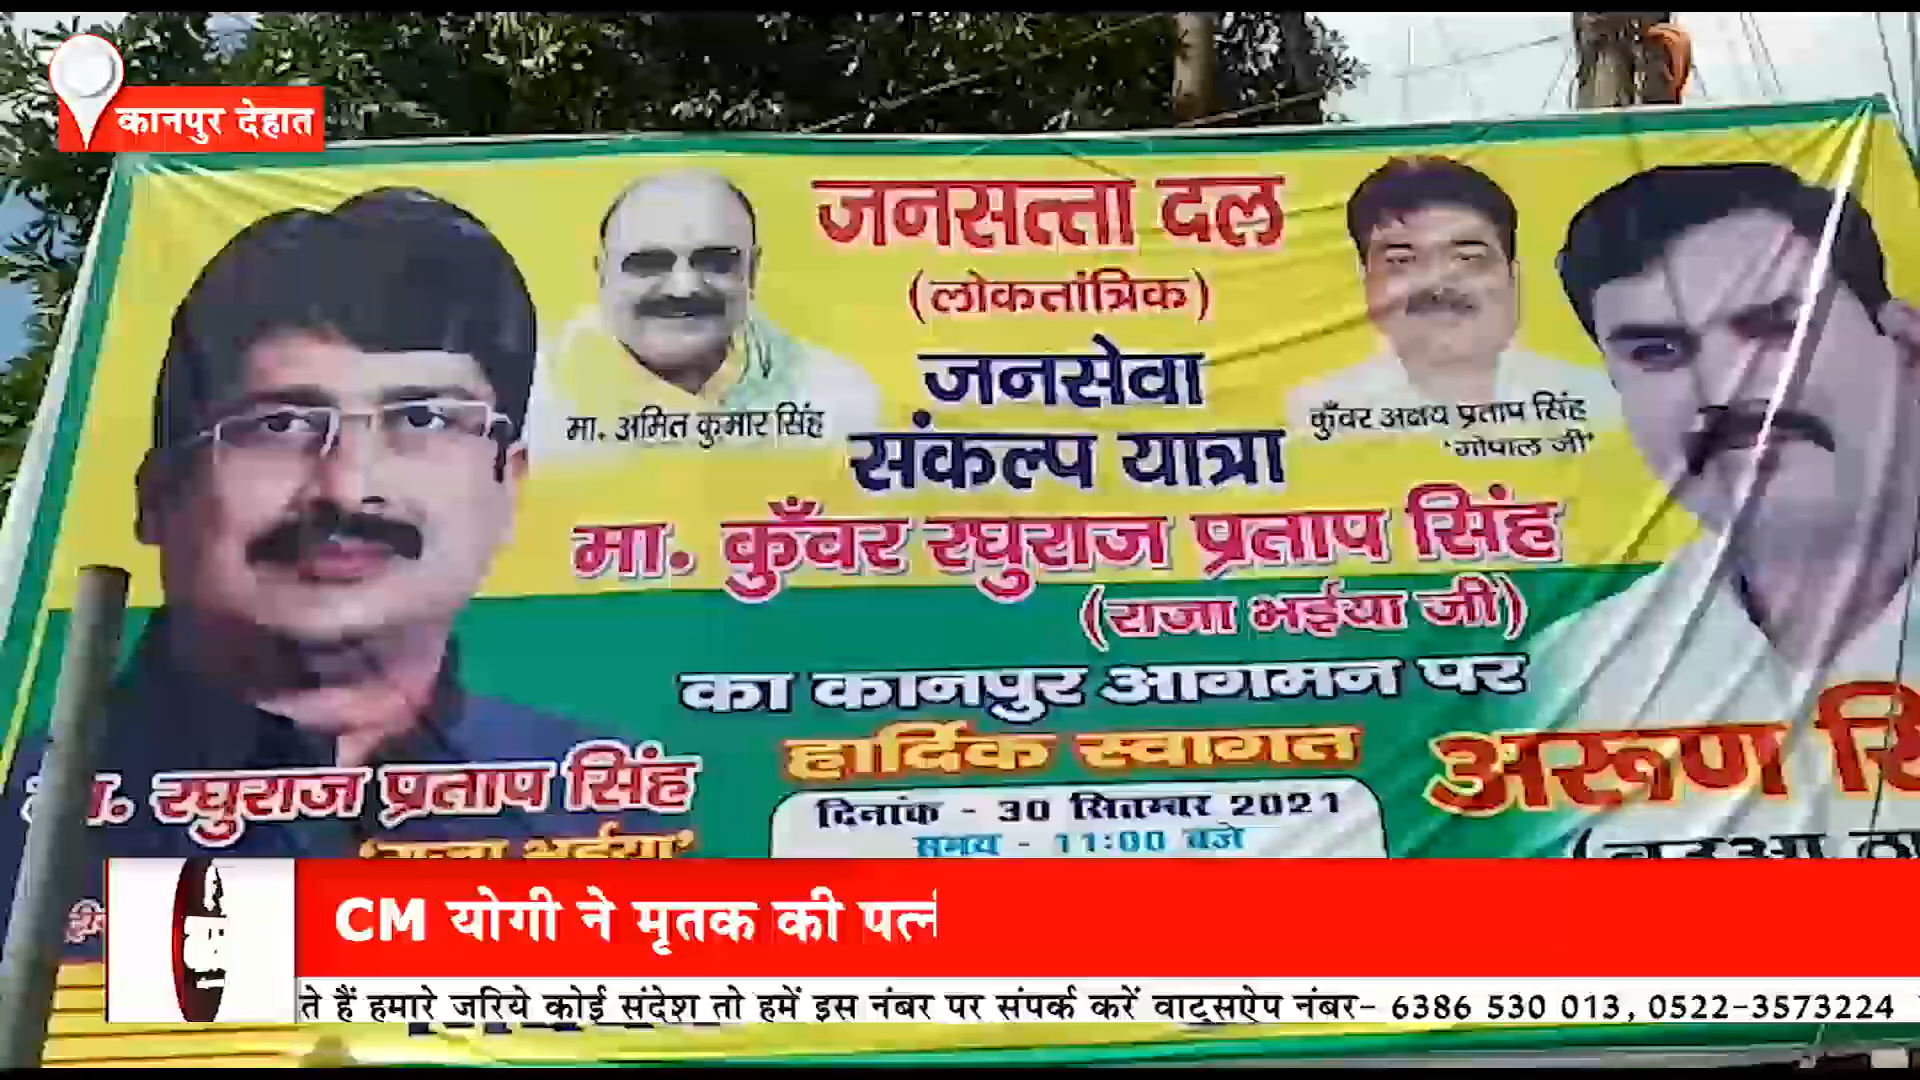 कानपुर देहात
जनसत्ता दल
(लोकतांत्रिक)
जनसेवा
संकल्प यात्रा
मा. अमित कुमार सिंह
कुँवर अक्षय प्रताप सिंह
'गोपाल जी'
मा. कुँवर रघुराज प्रताप सिंह
(राजा भईया जी)
का कानपुर आगमन पर
हार्दिक स्वागत
दिनांक - 30 सितम्बर 2021
समय - 11:00 बजे
रघुराज प्रताप सिंह
'राजा भईया'
अरूण
CM योगी ने मृतक की पत्नी
ते हैं हमारे जरिये कोई संदेश तो हमें इस नंबर पर संपर्क करें वाट्सऐप नंबर- 6386 530 013, 0522-3573224